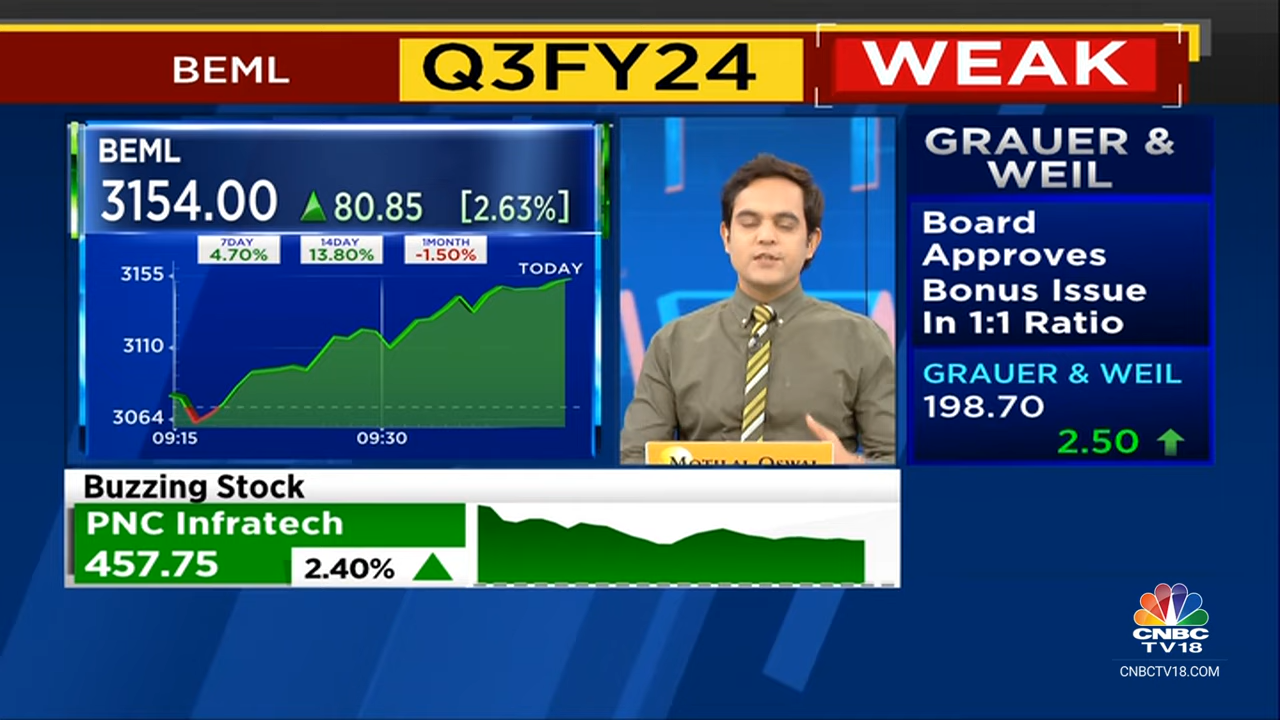 BEML
Q3FY24
WEAK
BEML
3154.00
80.85
[2.63%]
7DAY
4.70%
14DAY
13.80%
1MONTH
-1.50%
TODAY
3155
3110
3064
09:15
09:30
MOTILAL OSWAL
GRAUER &
WEIL
Board
Approves
Bonus Issue
In 1:1 Ratio
GRAUER & WEIL
198.70
2.50
Buzzing Stock
PNC Infratech
457.75
2.40%
CNBC
TV18
CNBCTV18.COM